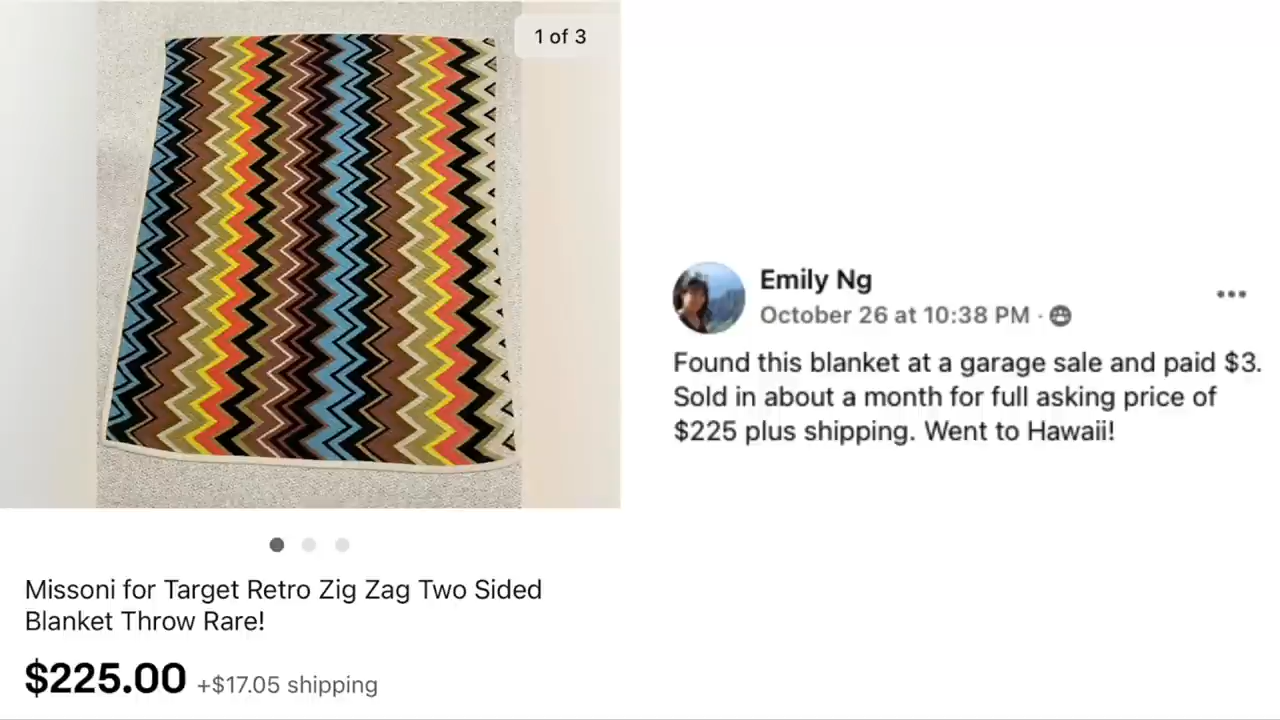 1 of 3
Missoni for Target Retro Zig Zag Two Sided
Blanket Throw Rare!
$225.00 +$17.05 shipping
Emily Ng
October 26 at 10:38 PM ·
Found this blanket at a garage sale and paid $3.
Sold in about a month for full asking price of
$225 plus shipping. Went to Hawaii!